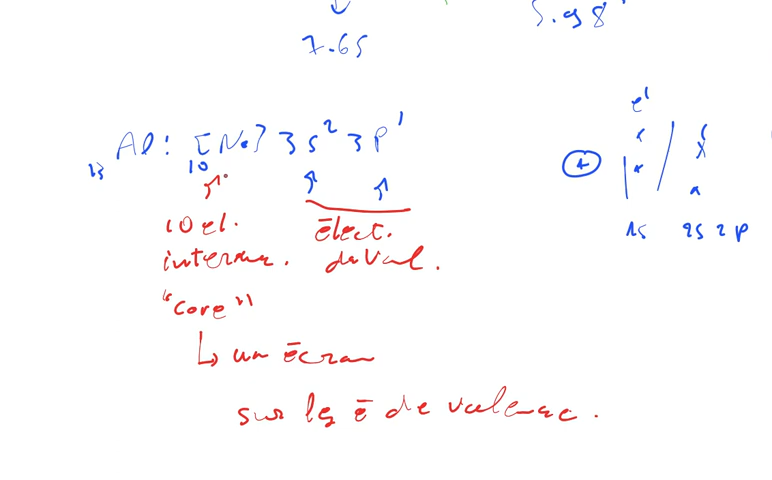 7.65
5.98
13 Al: [Ne] 3s² 3p¹
10
10 el.
interieur.
"core"
↳ un écran
sur les ē de valence.
élect.
de Val.
+
e⁻
1s
2s 2p